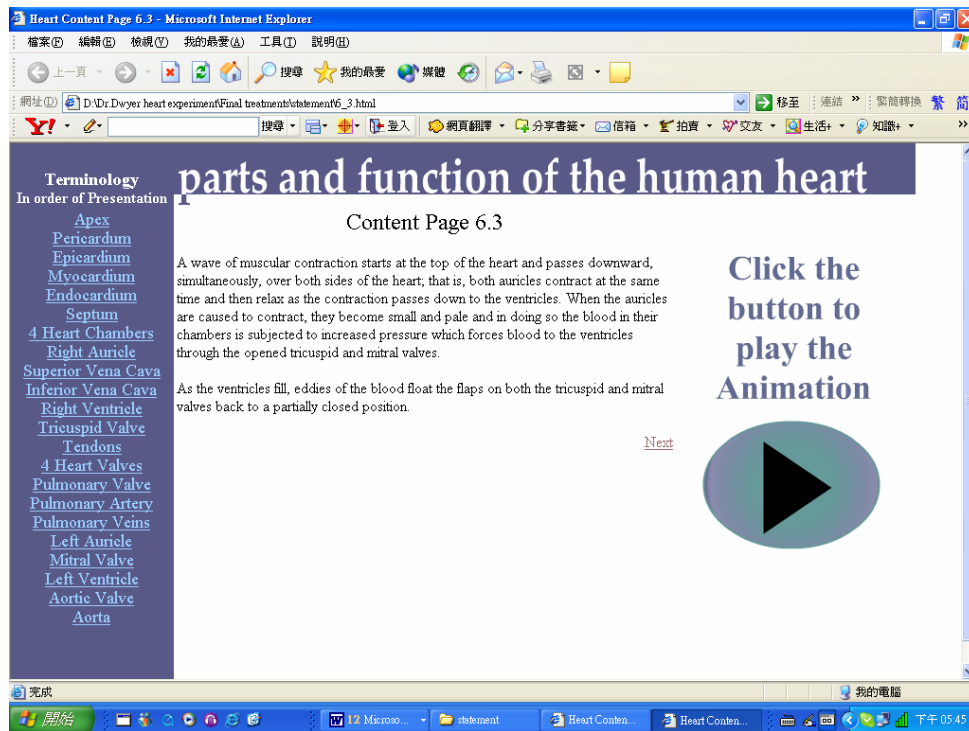 Heart Content Page 6.3 - Microsoft Internet Explorer
檔案(F) 編輯(E) 檢視(V) 我的最愛(A) 工具(T) 說明(H)
上一頁 搜尋 我的最愛 媒體
網址(D) D:\Dr.Dwyer heart experiment\Final treatments\statement\6_3.html 移至 連結 » 繁簡轉換 繁 簡
Y! 搜尋 登入 網頁翻譯 分享書籤 信箱 拍賣 交友 生活+ 知識+ »
parts and function of the human heart
Terminology
In order of Presentation
Apex
Pericardum
Epicardium
Myocardium
Endocardium
Septum
4 Heart Chambers
Right Auricle
Superior Vena Cava
Inferior Vena Cava
Right Ventricle
Tricuspid Valve
Tendons
4 Heart Valves
Pulmonary Valve
Pulmonary Artery
Pulmonary Veins
Left Auricle
Mitral Valve
Left Ventricle
Aortic Valve
Aorta
Content Page 6.3
A wave of muscular contraction starts at the top of the heart and passes downward,
simultaneously, over both sides of the heart; that is, both auricles contract at the same
time and then relax as the contraction passes down to the ventricles. When the auricles
are caused to contract, they become small and pale and in doing so the blood in their
chambers is subjected to increased pressure which forces blood to the ventricles
through the opened tricuspid and mitral valves.
As the ventricles fill, eddies of the blood float the flaps on both the tricuspid and mitral
valves back to a partially closed position.
Next
Click the
button to
play the
Animation
完成 我的電腦
開始 12 Microso... statement Heart Conten... Heart Conten... 下午 05:45